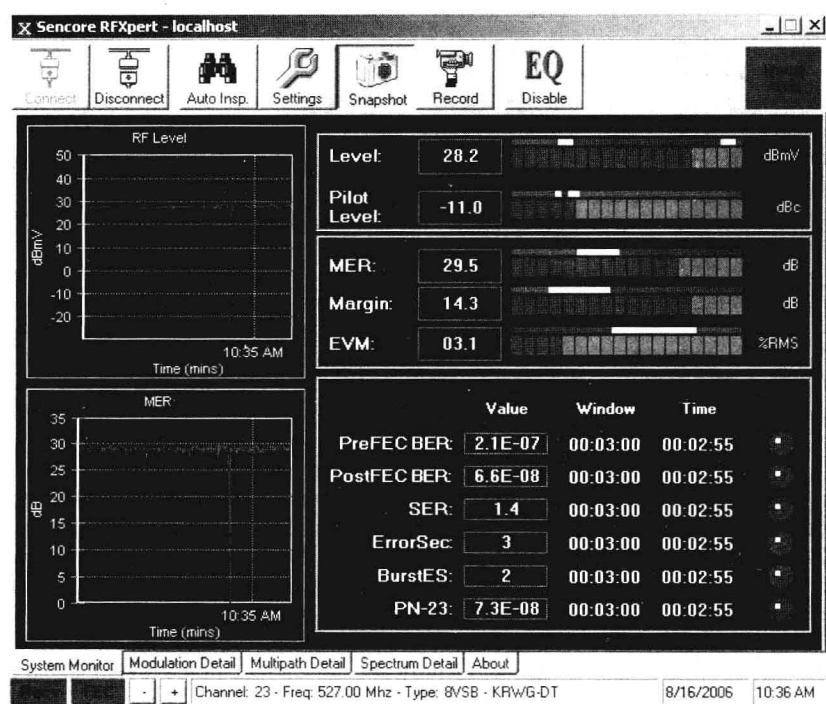 X Sencore RFXpert - localhost
Connect Disconnect Auto Insp. Settings Snapshot Record EQ Disable
RF Level
50
40
30
20
10
0
-10
-20
dBmV
10:35 AM
Time (mins)
Level: 28.2 dBmV
Pilot Level: -11.0 dBc
MER: 29.5 dB
Margin: 14.3 dB
EVM: 03.1 %RMS
MER
35
30
25
20
15
10
5
0
dB
10:35 AM
Time (mins)
Value Window Time
PreFEC BER: 2.1E-07 00:03:00 00:02:55
PostFEC BER: 6.6E-08 00:03:00 00:02:55
SER: 1.4 00:03:00 00:02:55
ErrorSec: 3 00:03:00 00:02:55
BurstES: 2 00:03:00 00:02:55
PN-23: 7.3E-08 00:03:00 00:02:55
System Monitor Modulation Detail Multipath Detail Spectrum Detail About
- + Channel: 23 - Freq: 527.00 Mhz - Type: 8VSB - KRWG-DT 8/16/2006 10:36 AM